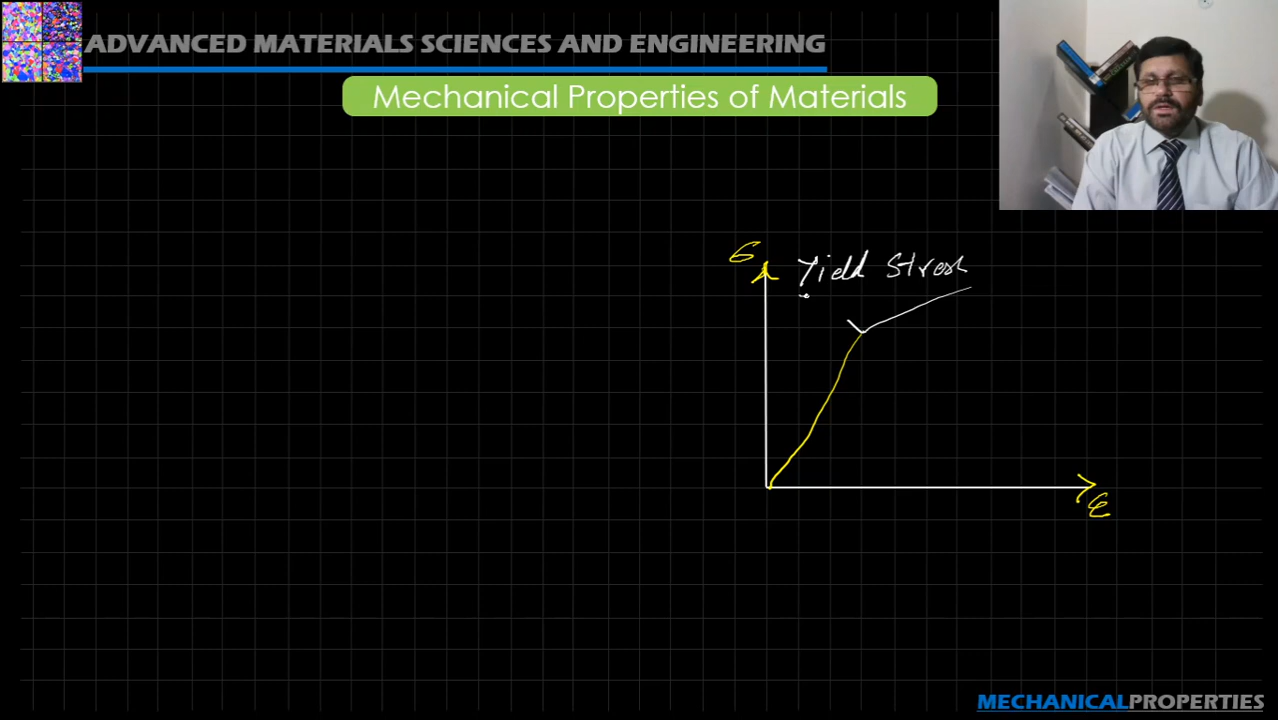 ADVANCED MATERIALS SCIENCES AND ENGINEERING
Mechanical Properties of Materials
σ
Yield Stress
ε
MECHANICALPROPERTIES